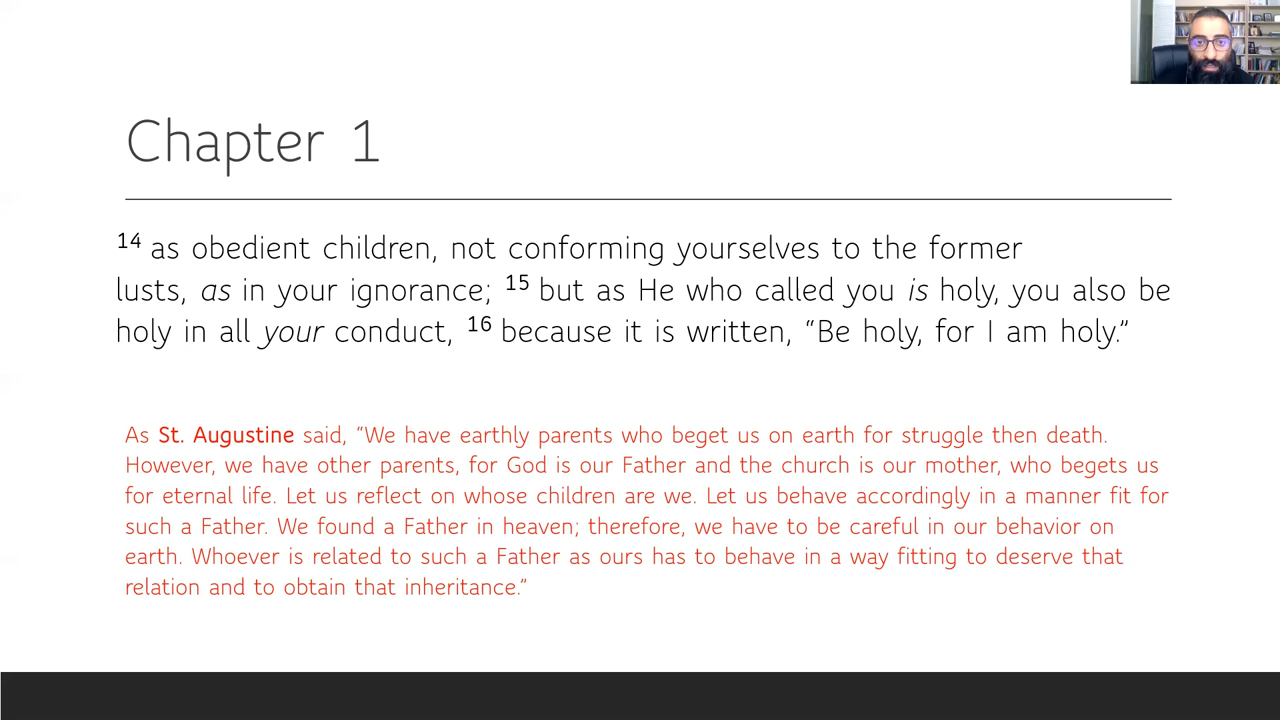 Chapter 1
14 as obedient children, not conforming yourselves to the former
lusts, as in your ignorance; 15 but as He who called you is holy, you also be
holy in all your conduct, 16 because it is written, “Be holy, for I am holy.”
As St. Augustine said, “We have earthly parents who beget us on earth for struggle then death.
However, we have other parents, for God is our Father and the church is our mother, who begets us
for eternal life. Let us reflect on whose children are we. Let us behave accordingly in a manner fit for
such a Father. We found a Father in heaven; therefore, we have to be careful in our behavior on
earth. Whoever is related to such a Father as ours has to behave in a way fitting to deserve that
relation and to obtain that inheritance.”